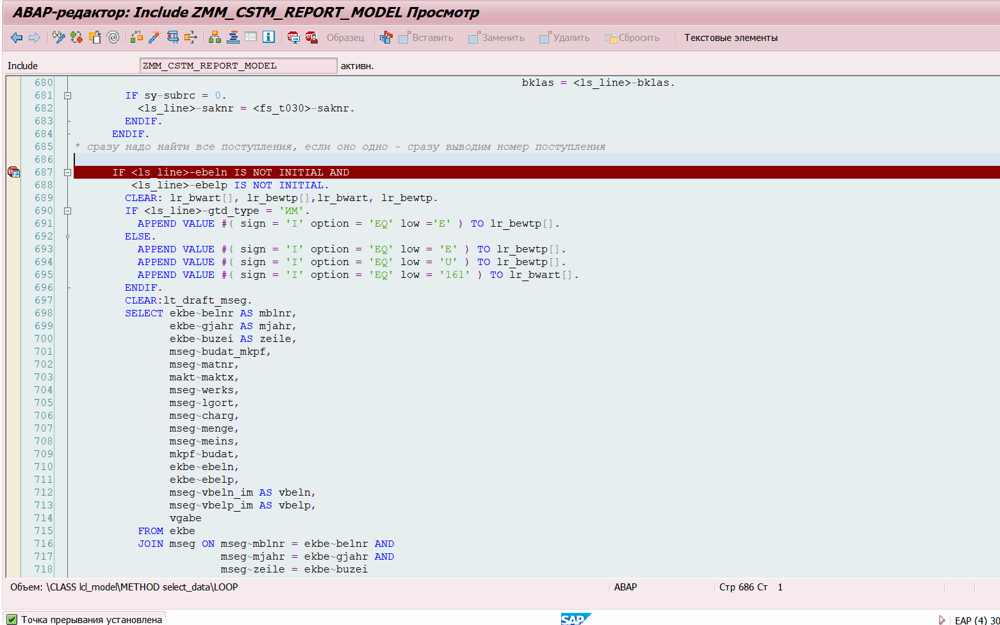 ABAP-редактор: Include ZMM_CSTM_REPORT_MODEL Просмотр
Образец Вставить Заменить Удалить Сбросить Текстовые элементы
Include ZMM_CSTM_REPORT_MODEL активн.
680 bklas = <ls_line>-bklas.
681 IF sy-subrc = 0.
682 <ls_line>-saknr = <fs_t030>-saknr.
683 ENDIF.
684 ENDIF.
685 * сразу надо найти все поступления, если оно одно - сразу выводим номер поступления
686
687 IF <ls_line>-ebeln IS NOT INITIAL AND
688 <ls_line>-ebelp IS NOT INITIAL.
689 CLEAR: lr_bwart[], lr_bewtp[],lr_bwart, lr_bewtp.
690 IF <ls_line>-gtd_type = 'ИМ'.
691 APPEND VALUE #( sign = 'I' option = 'EQ' low ='E' ) TO lr_bewtp[].
692 ELSE.
693 APPEND VALUE #( sign = 'I' option = 'EQ' low = 'E' ) TO lr_bewtp[].
694 APPEND VALUE #( sign = 'I' option = 'EQ' low = 'U' ) TO lr_bewtp[].
695 APPEND VALUE #( sign = 'I' option = 'EQ' low = '161' ) TO lr_bwart[].
696 ENDIF.
697 CLEAR:lt_draft_mseg.
698 SELECT ekbe~belnr AS mblnr,
699 ekbe~gjahr AS mjahr,
700 ekbe~buzei AS zeile,
701 mseg~budat_mkpf,
702 mseg~matnr,
703 makt~maktx,
704 mseg~werks,
705 mseg~lgort,
706 mseg~charg,
707 mseg~menge,
708 mseg~meins,
709 mkpf~budat,
710 ekbe~ebeln,
711 ekbe~ebelp,
712 mseg~vbeln_im AS vbeln,
713 mseg~vbelp_im AS vbelp,
714 vgabe
715 FROM ekbe
716 JOIN mseg ON mseg~mblnr = ekbe~belnr AND
717 mseg~mjahr = ekbe~gjahr AND
718 mseg~zeile = ekbe~buzei
Объем: \CLASS lcl_model\METHOD select_data\LOOP ABAP Стр 686 Ст 1
Точка прерывания установлена SAP EAP (4) 30